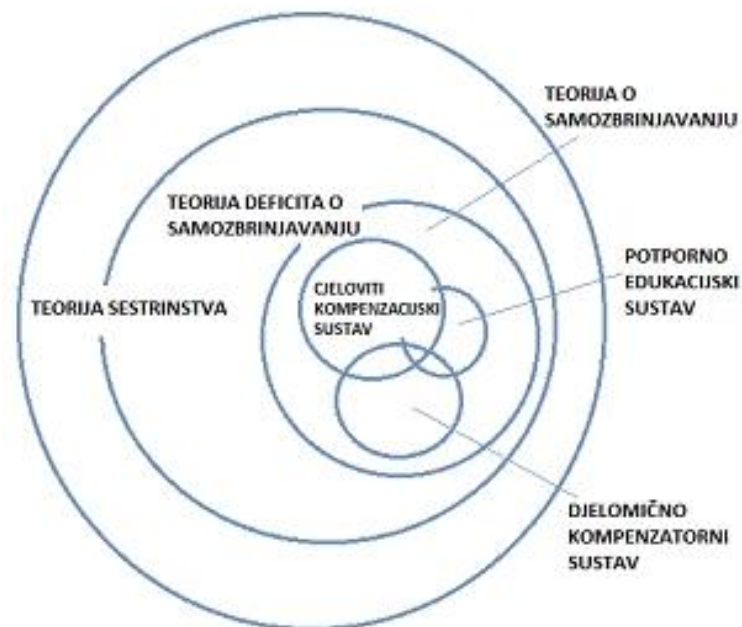 TEORIJA O
SAMOZBRINJAVANJU
TEORIJA DEFICITA O
SAMOZBRINJAVANJU
POTPORNO
EDUKACIJSKI
SUSTAV
CJELOVITI
KOMPENZACIJSKI
SUSTAV
TEORIJA SESTRINSTVA
DJELOMIČNO
KOMPENZATORNI
SUSTAV